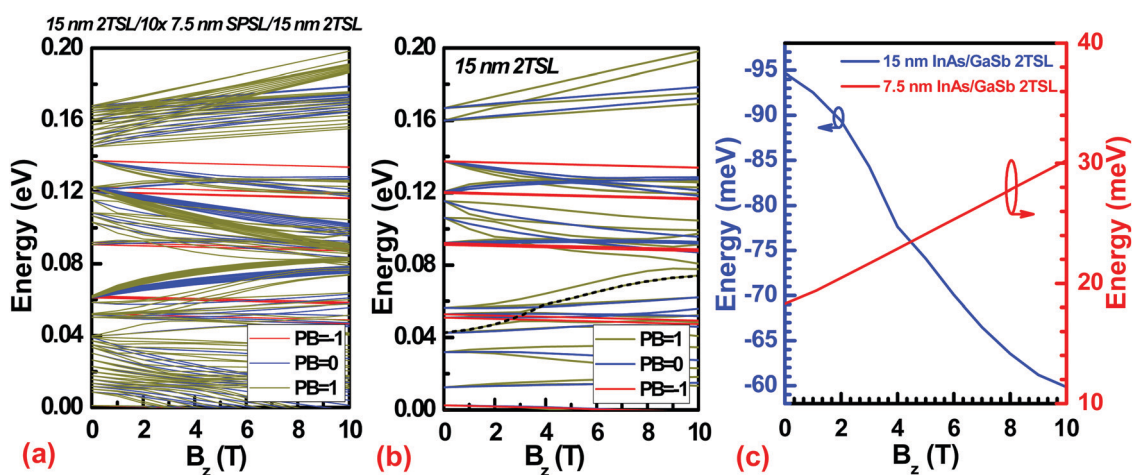 15 nm 2TSL/10x 7.5 nm SPSL/15 nm 2TSL
0.20
0.16
0.12
0.08
0.04
0.00
Energy (eV)
PB=-1
PB=0
PB=1
0 2 4 6 8 10
B_z (T)
(a)
15 nm 2TSL
0.20
0.16
0.12
0.08
0.04
0.00
Energy (eV)
PB=1
PB=0
PB=-1
0 2 4 6 8 10
B_z (T)
(b)
15 nm InAs/GaSb 2TSL
7.5 nm InAs/GaSb 2TSL
-95
-90
-85
-80
-75
-70
-65
-60
Energy (meV)
40
30
20
10
Energy (meV)
0 2 4 6 8 10
B_z (T)
(c)